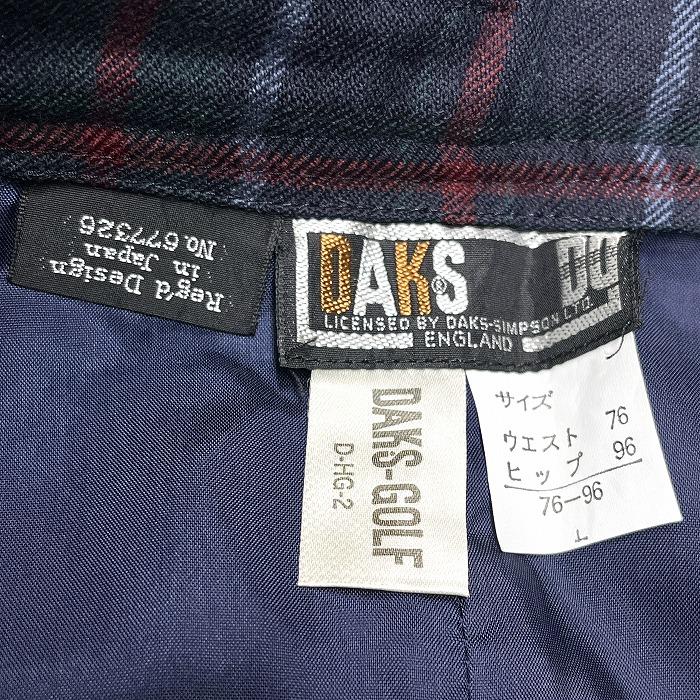 Reg'd Design
in Japan
No.677326
DAKS®
DD
LICENSED BY DAKS-SIMPSON LTD.
ENGLAND
DAKS-GOLF
D-HG-2
サイズ
ウエスト 76
ヒップ 96
76-96
L